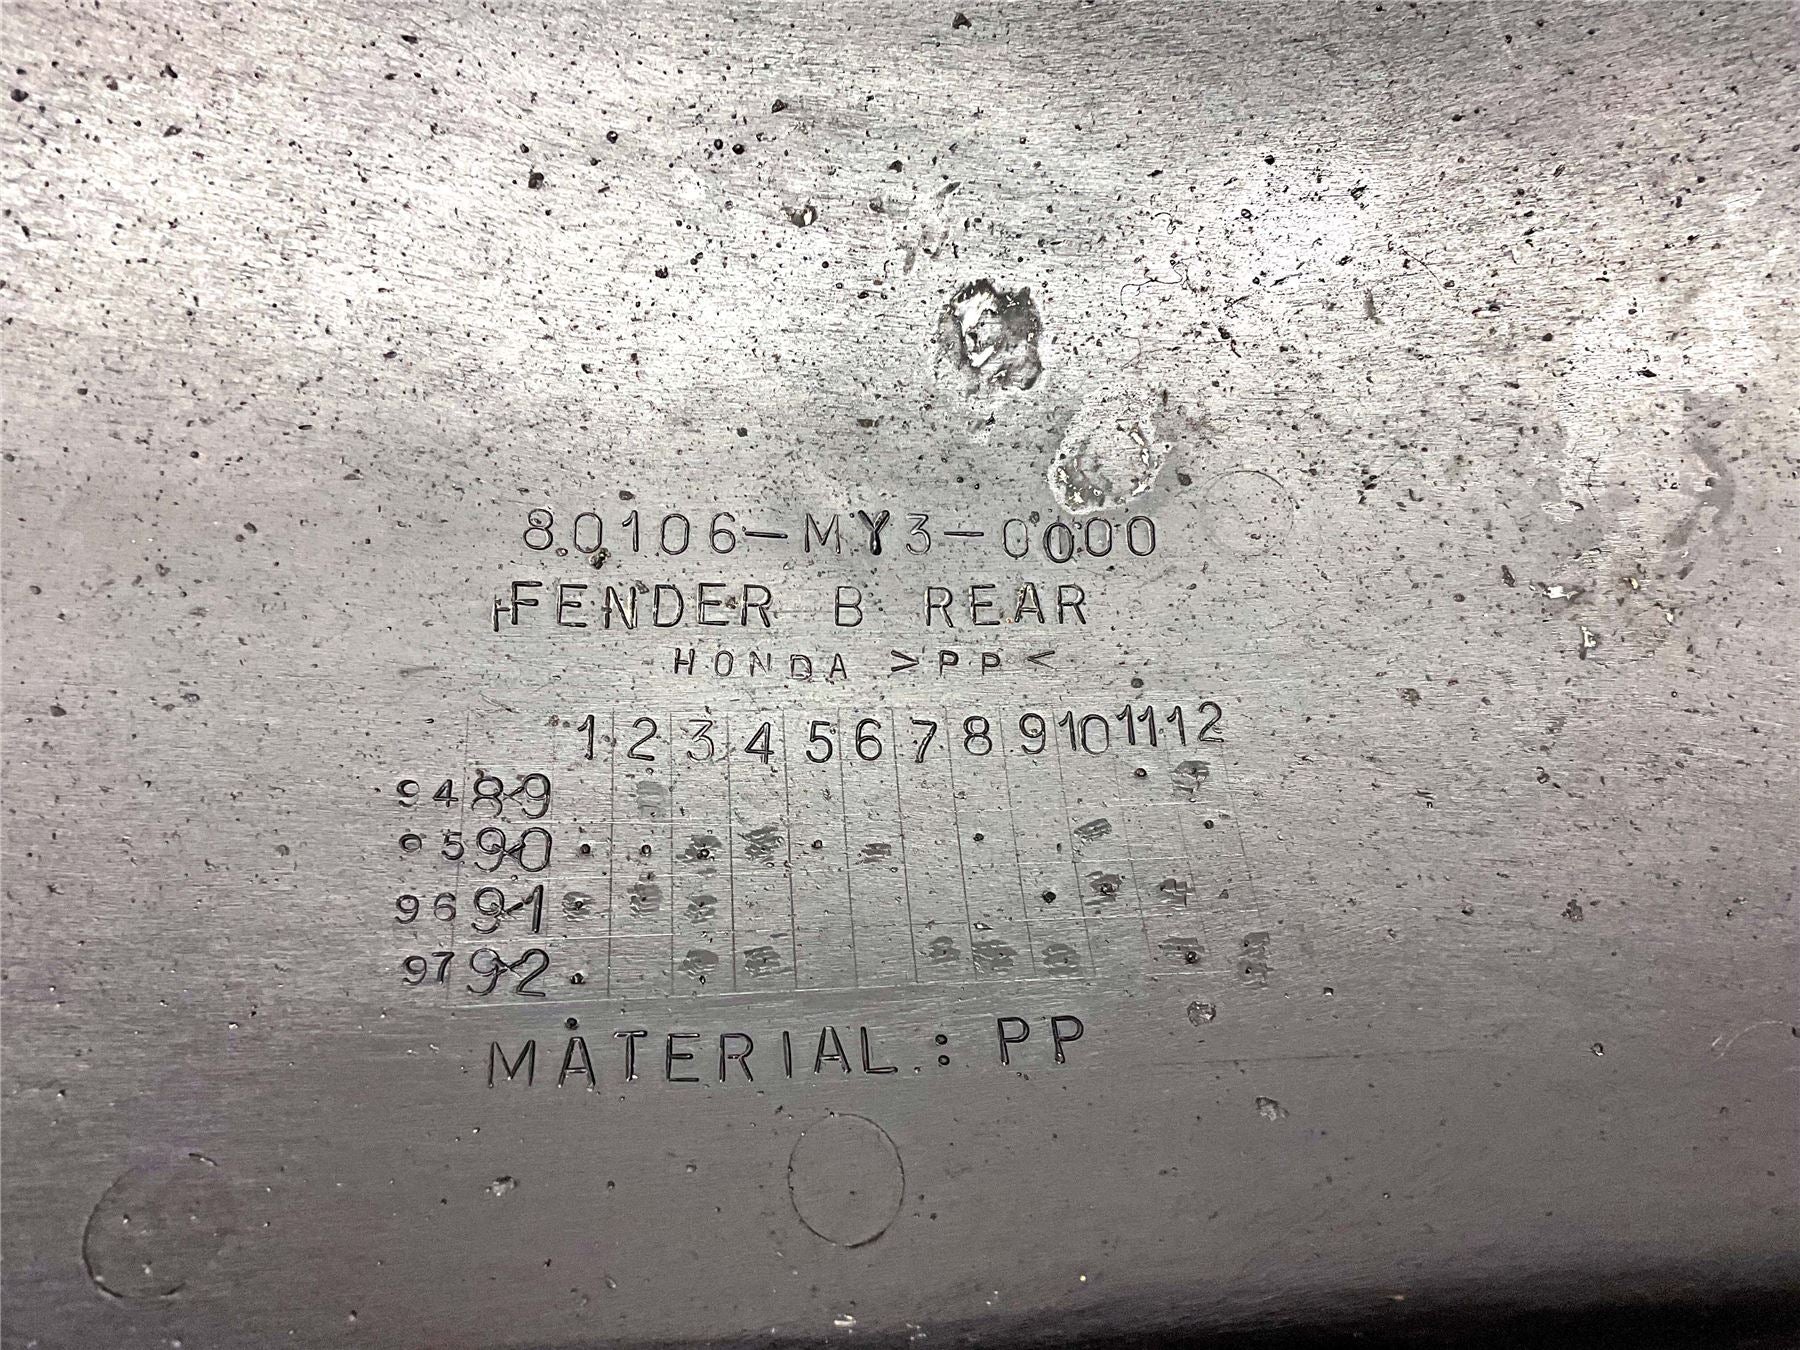 80106-MY3-0000
FENDER B REAR
HONDA >PP<
1 2 3 4 5 6 7 8 9 10 11 12
94 89
95 90
96 91
97 92
MATERIAL: PP